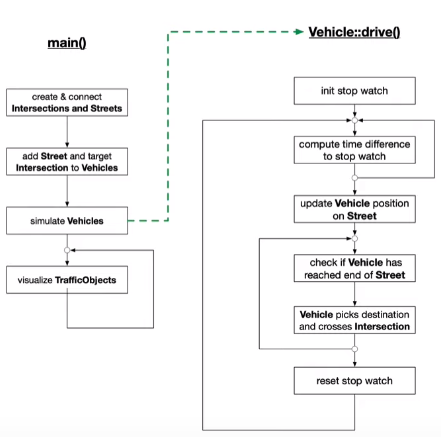 main()
create & connect
Intersections and Streets
add Street and target
Intersection to Vehicles
simulate Vehicles
visualize TrafficObjects
Vehicle::drive()
init stop watch
compute time difference
to stop watch
update Vehicle position
on Street
check if Vehicle has
reached end of Street
Vehicle picks destination
and crosses Intersection
reset stop watch